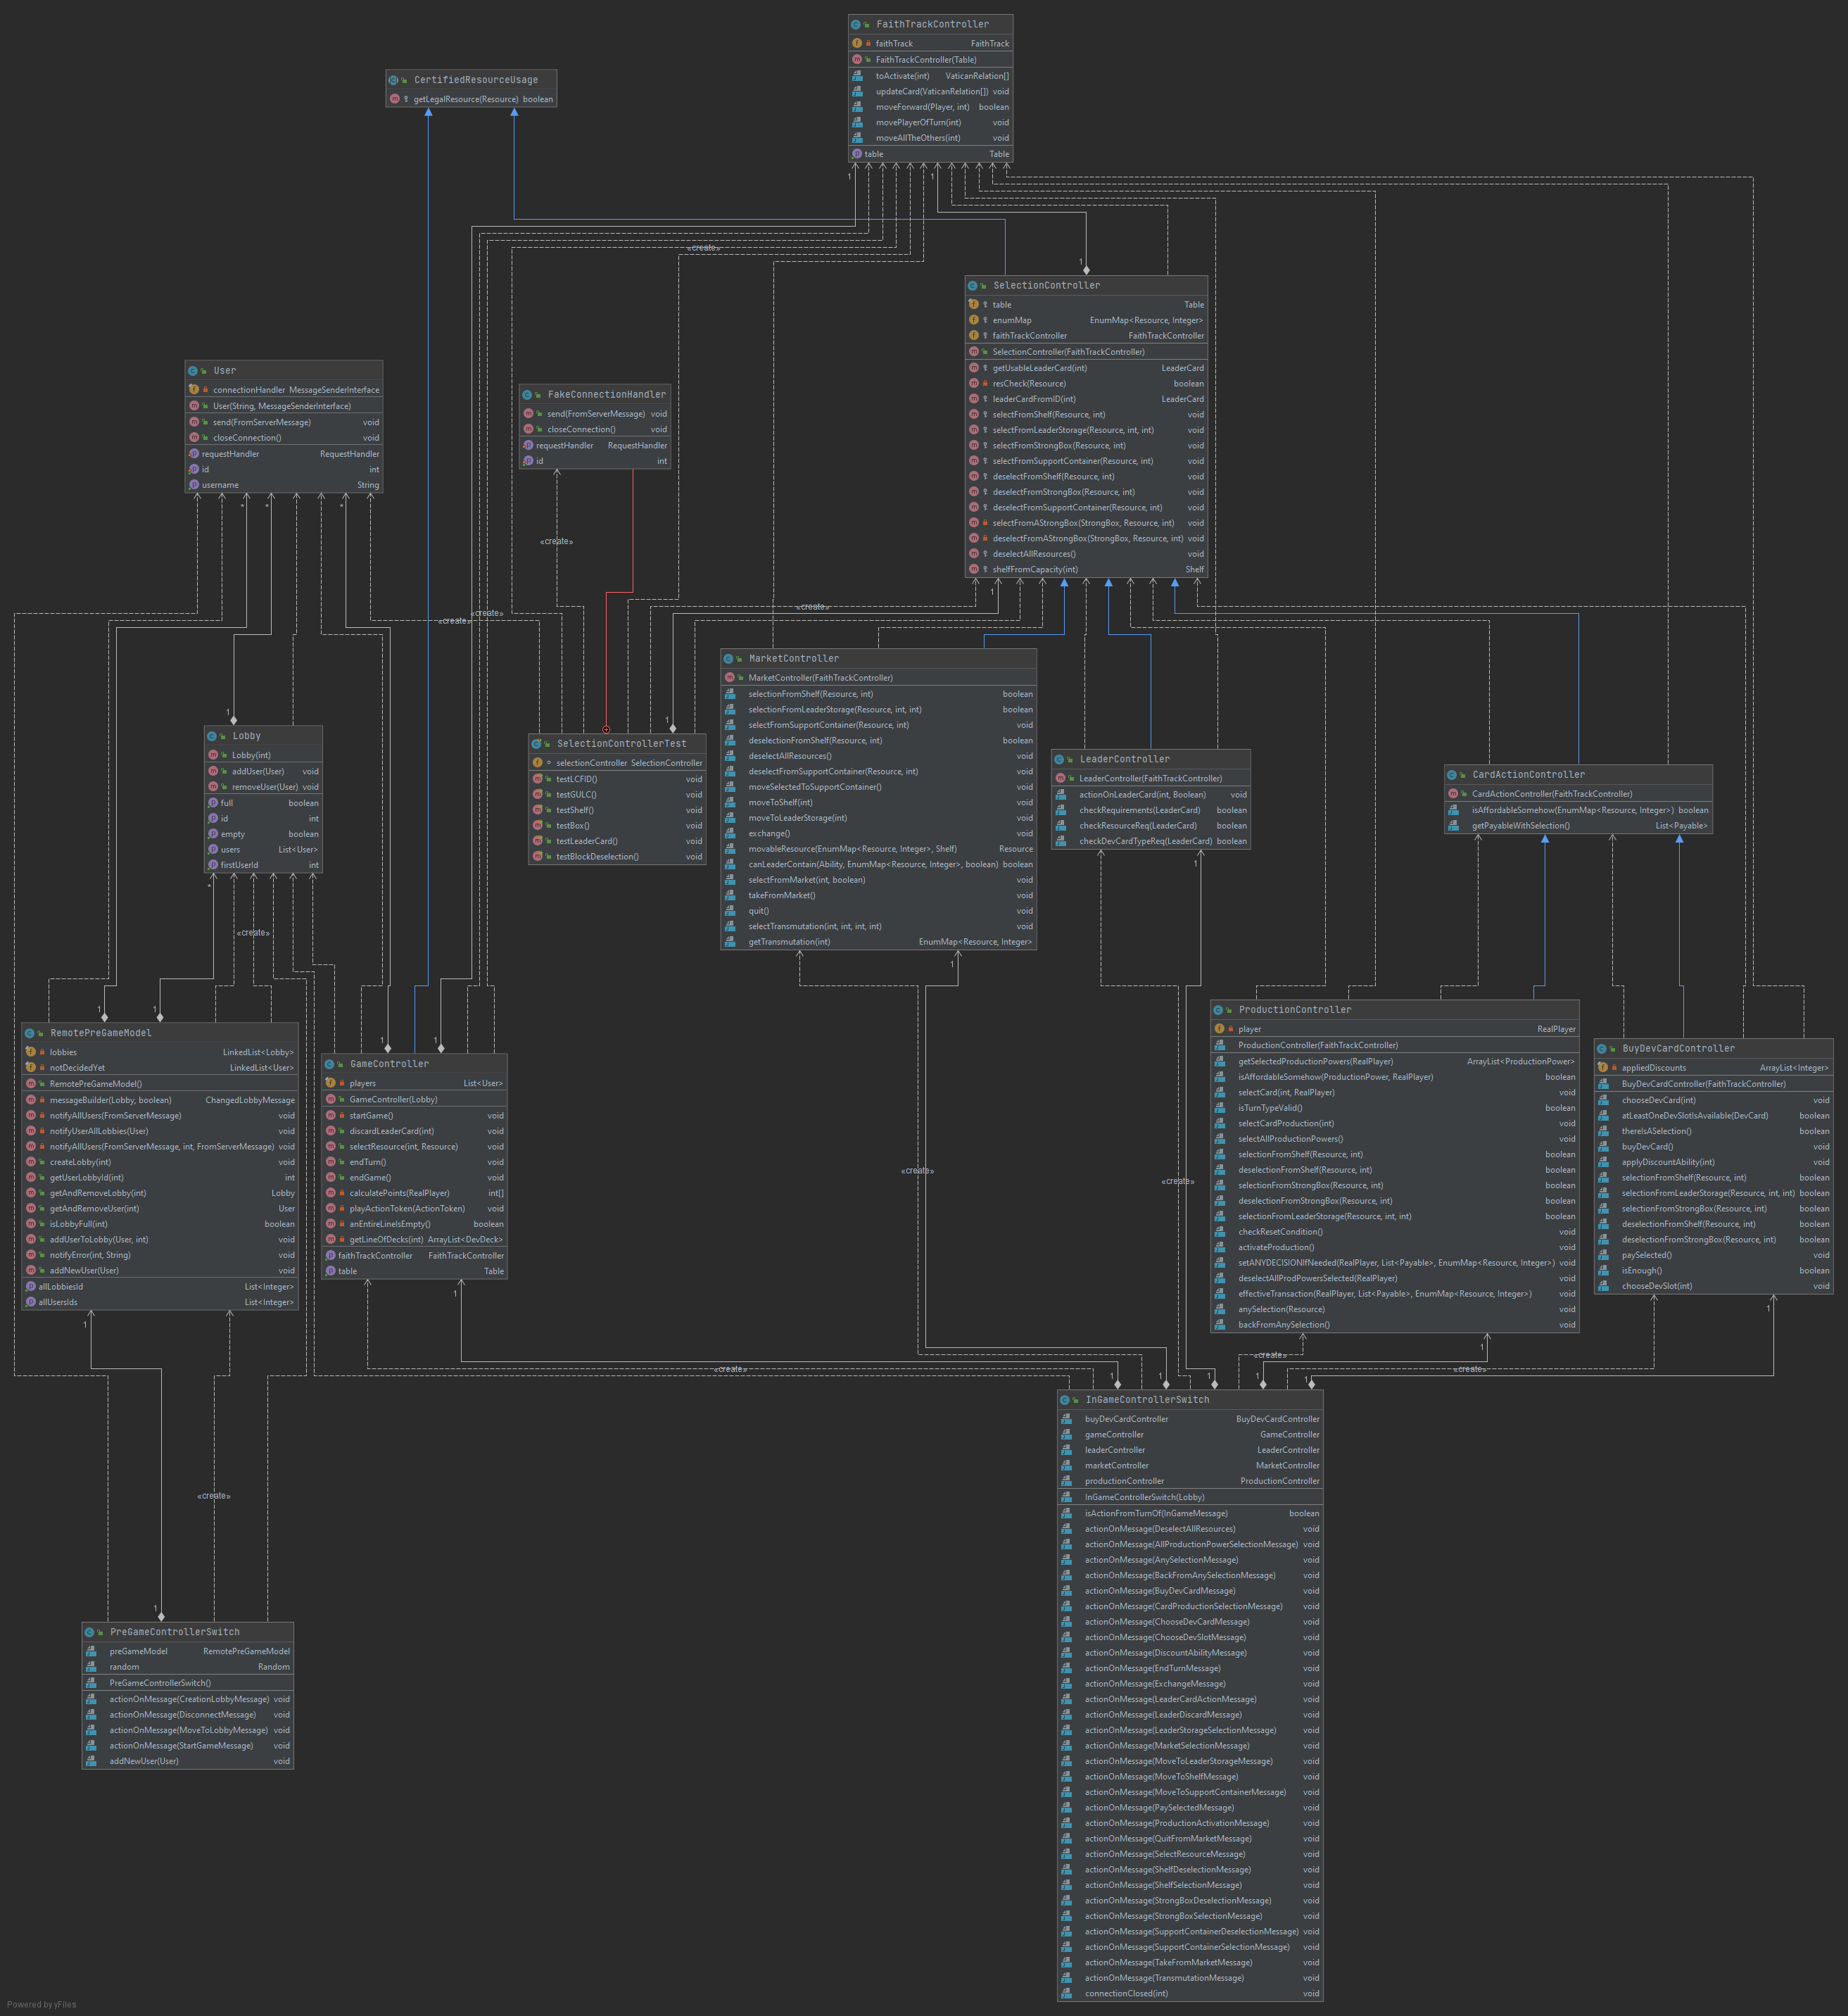 FaithTrackController
faithTrack FaithTrack
FaithTrackController(Table)
toActivate(int) VaticanRelation[]
updateCard(VaticanRelation[]) void
moveForward(Player, int) boolean
movePlayerOfTurn(int) void
moveAllTheOthers(int) void
table Table
CertifiedResourceUsage
getLegalResource(Resource) boolean
1
1
«create»
1
SelectionController
table Table
enumMap EnumMap<Resource, Integer>
faithTrackController FaithTrackController
SelectionController(FaithTrackController)
getUsableLeaderCard(int) LeaderCard
resCheck(Resource) boolean
leaderCardFromID(int) LeaderCard
selectFromShelf(Resource, int) void
selectFromLeaderStorage(Resource, int, int) void
selectFromStrongBox(Resource, int) void
selectFromSupportContainer(Resource, int) void
deselectFromShelf(Resource, int) void
deselectFromStrongBox(Resource, int) void
deselectFromSupportContainer(Resource, int) void
selectFromAStrongBox(StrongBox, Resource, int) void
deselectFromAStrongBox(StrongBox, Resource, int) void
deselectAllResources() void
shelfFromCapacity(int) Shelf
User
connectionHandler MessageSenderInterface
User(String, MessageSenderInterface)
send(FromServerMessage) void
closeConnection() void
requestHandler RequestHandler
id int
username String
FakeConnectionHandler
send(FromServerMessage) void
closeConnection() void
requestHandler RequestHandler
id int
* * *
«create»
1
«create»
«create»
«create»
1
1
MarketController
MarketController(FaithTrackController)
selectionFromShelf(Resource, int) boolean
selectionFromLeaderStorage(Resource, int, int) boolean
selectFromSupportContainer(Resource, int) void
deselectionFromShelf(Resource, int) boolean
deselectAllResources() void
deselectFromSupportContainer(Resource, int) void
moveSelectedToSupportContainer() void
moveToShelf(int) void
moveToLeaderStorage(int) void
exchange() void
movableResource(EnumMap<Resource, Integer>, Shelf) Resource
canLeaderContain(Ability, EnumMap<Resource, Integer>, boolean) boolean
selectFromMarket(int, boolean) void
takeFromMarket() void
quit() void
selectTransmutation(int, int, int, int) void
getTransmutation(int) EnumMap<Resource, Integer>
Lobby
Lobby(int)
addUser(User) void
removeUser(User) void
full boolean
id int
empty boolean
users List<User>
firstUserId int
SelectionControllerTest
selectionController SelectionController
testLCFID() void
testGULC() void
testShelf() void
testBox() void
testLeaderCard() void
testBlockDeselection() void
LeaderController
LeaderController(FaithTrackController)
actionOnLeaderCard(int, Boolean) void
checkRequirements(LeaderCard) boolean
checkResourceReq(LeaderCard) boolean
checkDevCardTypeReq(LeaderCard) boolean
CardActionController
CardActionController(FaithTrackController)
isAffordableSomehow(EnumMap<Resource, Integer>) boolean
getPayableWithSelection() List<Payable>
*
1
«create»
1
1 1
1 1
RemotePreGameModel
lobbies LinkedList<Lobby>
notDecidedYet LinkedList<User>
RemotePreGameModel()
messageBuilder(Lobby, boolean) ChangedLobbyMessage
notifyAllUsers(FromServerMessage) void
notifyUserAllLobbies(User) void
notifyAllUsers(FromServerMessage, int, FromServerMessage) void
createLobby(int) void
getUserLobbyId(int) int
getAndRemoveLobby(int) Lobby
getAndRemoveUser(int) User
isLobbyFull(int) boolean
addUserToLobby(User, int) void
notifyError(int, String) void
addNewUser(User) void
allLobbiesId List<Integer>
allUsersIds List<Integer>
GameController
players List<User>
GameController(Lobby)
startGame() void
discardLeaderCard(int) void
selectResource(int, Resource) void
endTurn() void
endGame() void
calculatePoints(RealPlayer) int[]
playActionToken(ActionToken) void
anEntireLineIsEmpty() boolean
getLineOfDecks(int) ArrayList<DevDeck>
faithTrackController FaithTrackController
table Table
ProductionController
player RealPlayer
ProductionController(FaithTrackController)
getSelectedProductionPowers(RealPlayer) ArrayList<ProductionPower>
isAffordableSomehow(ProductionPower, RealPlayer) boolean
selectCard(int, RealPlayer) void
isTurnTypeValid() boolean
selectCardProduction(int) void
selectAllProductionPowers() void
selectionFromShelf(Resource, int) boolean
deselectionFromShelf(Resource, int) boolean
selectionFromStrongBox(Resource, int) boolean
deselectionFromStrongBox(Resource, int) boolean
selectionFromLeaderStorage(Resource, int, int) boolean
checkResetCondition() void
activateProduction() void
setANYDECISIONIfNeeded(RealPlayer, List<Payable>, EnumMap<Resource, Integer>) void
deselectAllProdPowersSelected(RealPlayer) void
effectiveTransaction(RealPlayer, List<Payable>, EnumMap<Resource, Integer>) void
anySelection(Resource) void
backFromAnySelection() void
BuyDevCardController
appliedDiscounts ArrayList<Integer>
BuyDevCardController(FaithTrackController)
chooseDevCard(int) void
atLeastOneDevSlotIsAvailable(DevCard) boolean
thereIsASelection() boolean
buyDevCard() void
applyDiscountAbility(int) void
selectionFromShelf(Resource, int) boolean
selectionFromLeaderStorage(Resource, int, int) boolean
selectionFromStrongBox(Resource, int) boolean
deselectionFromShelf(Resource, int) boolean
deselectionFromStrongBox(Resource, int) boolean
paySelected() void
isEnough() boolean
chooseDevSlot(int) void
«create»
«create»
1
1
1
1
«create»
«create»
«create»
1 1 1 1 1
InGameControllerSwitch
buyDevCardController BuyDevCardController
gameController GameController
leaderController LeaderController
marketController MarketController
productionController ProductionController
InGameControllerSwitch(Lobby)
isActionFromTurnOf(InGameMessage) boolean
actionOnMessage(DeselectAllResources) void
actionOnMessage(AllProductionPowerSelectionMessage) void
actionOnMessage(AnySelectionMessage) void
actionOnMessage(BackFromAnySelectionMessage) void
actionOnMessage(BuyDevCardMessage) void
actionOnMessage(CardProductionSelectionMessage) void
actionOnMessage(ChooseDevCardMessage) void
actionOnMessage(ChooseDevSlotMessage) void
actionOnMessage(DiscountAbilityMessage) void
actionOnMessage(EndTurnMessage) void
actionOnMessage(ExchangeMessage) void
actionOnMessage(LeaderCardActionMessage) void
actionOnMessage(LeaderDiscardMessage) void
actionOnMessage(LeaderStorageSelectionMessage) void
actionOnMessage(MarketSelectionMessage) void
actionOnMessage(MoveToLeaderStorageMessage) void
actionOnMessage(MoveToShelfMessage) void
actionOnMessage(MoveToSupportContainerMessage) void
actionOnMessage(PaySelectedMessage) void
actionOnMessage(ProductionActivationMessage) void
actionOnMessage(QuitFromMarketMessage) void
actionOnMessage(SelectResourceMessage) void
actionOnMessage(ShelfDeselectionMessage) void
actionOnMessage(ShelfSelectionMessage) void
actionOnMessage(StrongBoxDeselectionMessage) void
actionOnMessage(StrongBoxSelectionMessage) void
actionOnMessage(SupportContainerDeselectionMessage) void
actionOnMessage(SupportContainerSelectionMessage) void
actionOnMessage(TakeFromMarketMessage) void
actionOnMessage(TransmutationMessage) void
connectionClosed(int) void
«create»
1
PreGameControllerSwitch
preGameModel RemotePreGameModel
random Random
PreGameControllerSwitch()
actionOnMessage(CreationLobbyMessage) void
actionOnMessage(DisconnectMessage) void
actionOnMessage(MoveToLobbyMessage) void
actionOnMessage(StartGameMessage) void
addNewUser(User) void
Powered by yFiles